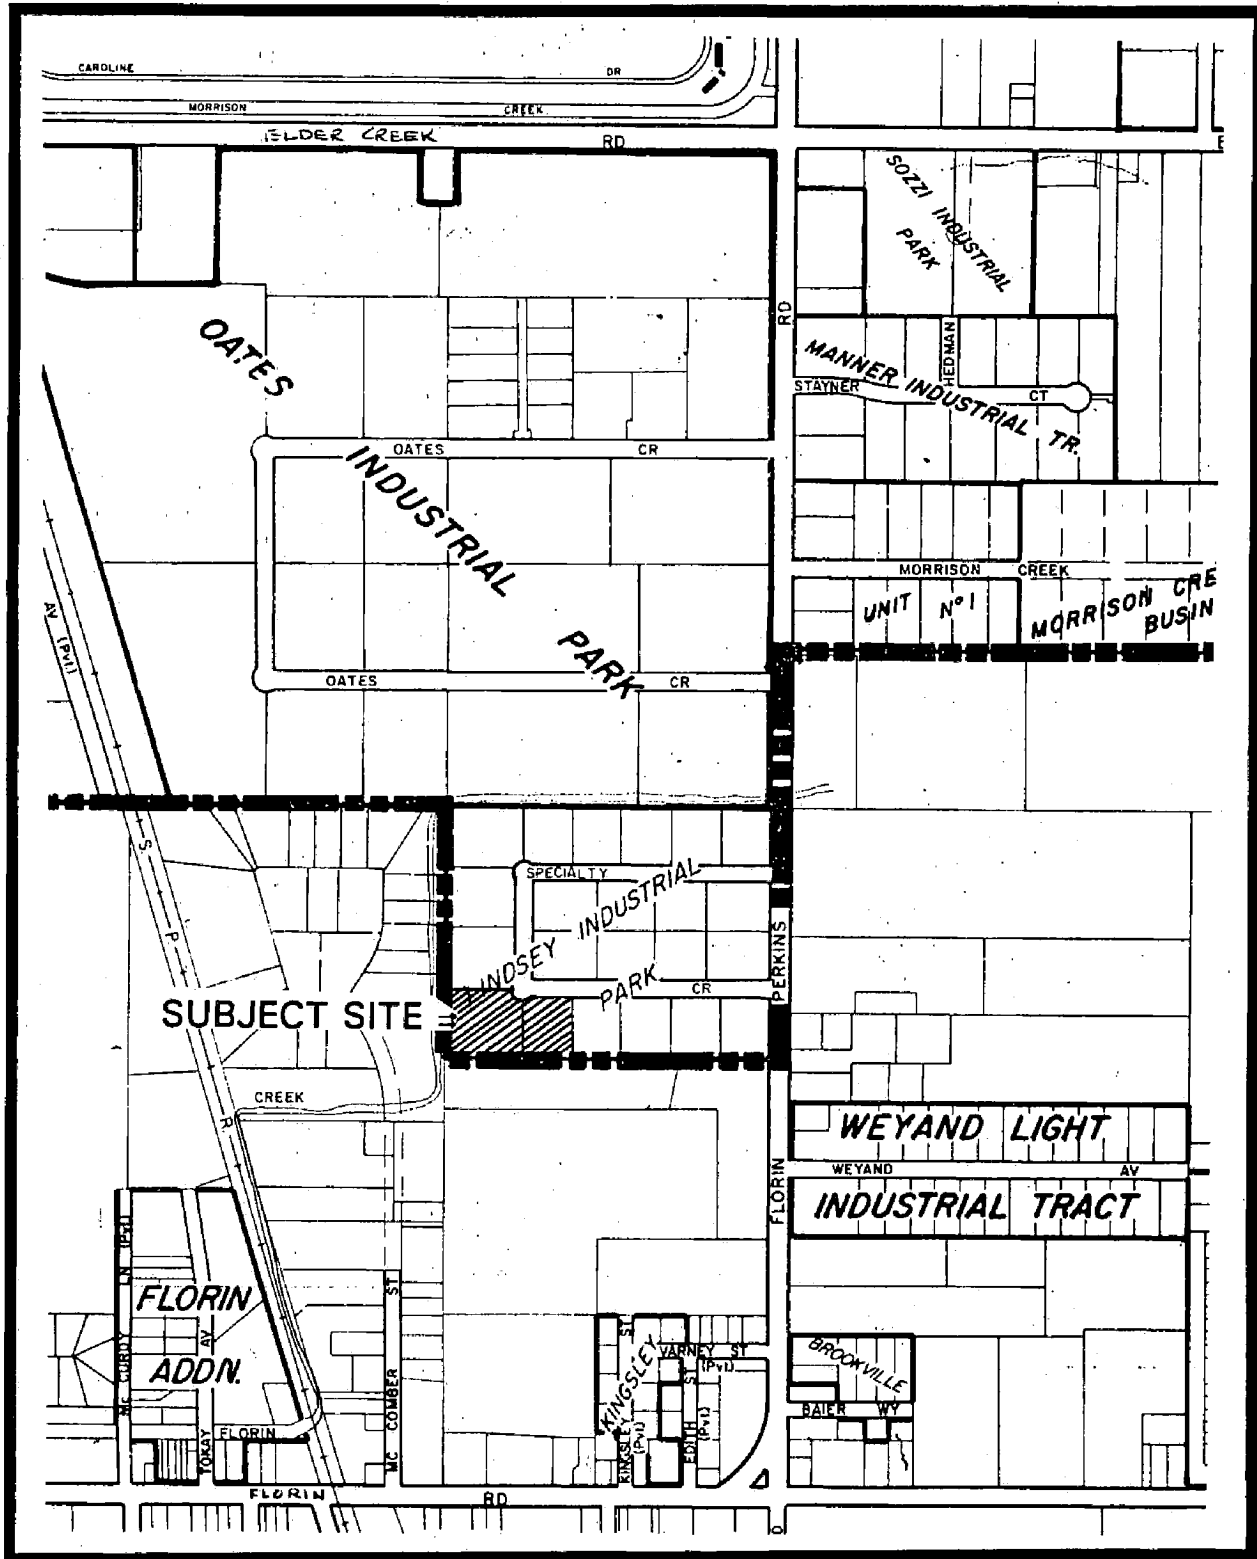 CAROLINE DR
MORRISON CREEK
ELDER CREEK RD
SOZZI INDUSTRIAL
PARK
OATES
RD
HEDMAN
MANNER INDUSTRIAL TR.
STAYNER CT
OATES CR
INDUSTRIAL
MORRISON CREEK
UNIT Nº 1
MORRISON CRE
BUSIN
AV (Pvt)
PARK
OATES CR
S. P. R.
SPECIALTY
INDSEY INDUSTRIAL
PARK
CR
PERKINS
SUBJECT SITE
CREEK
WEYAND LIGHT
WEYAND AV
INDUSTRIAL TRACT
FLORIN
Mc CURDY LN (Pvt)
FLORIN
ADDN.
TOKAY AV
FLORIN
MC COMBER ST
KINGSLEY
ST
VARNEY ST
(Pvt)
KINGSLEY
(Pvt)
EDITH ST
(Pvt)
BROOKVILLE
BAIER WY
FLORIN RD